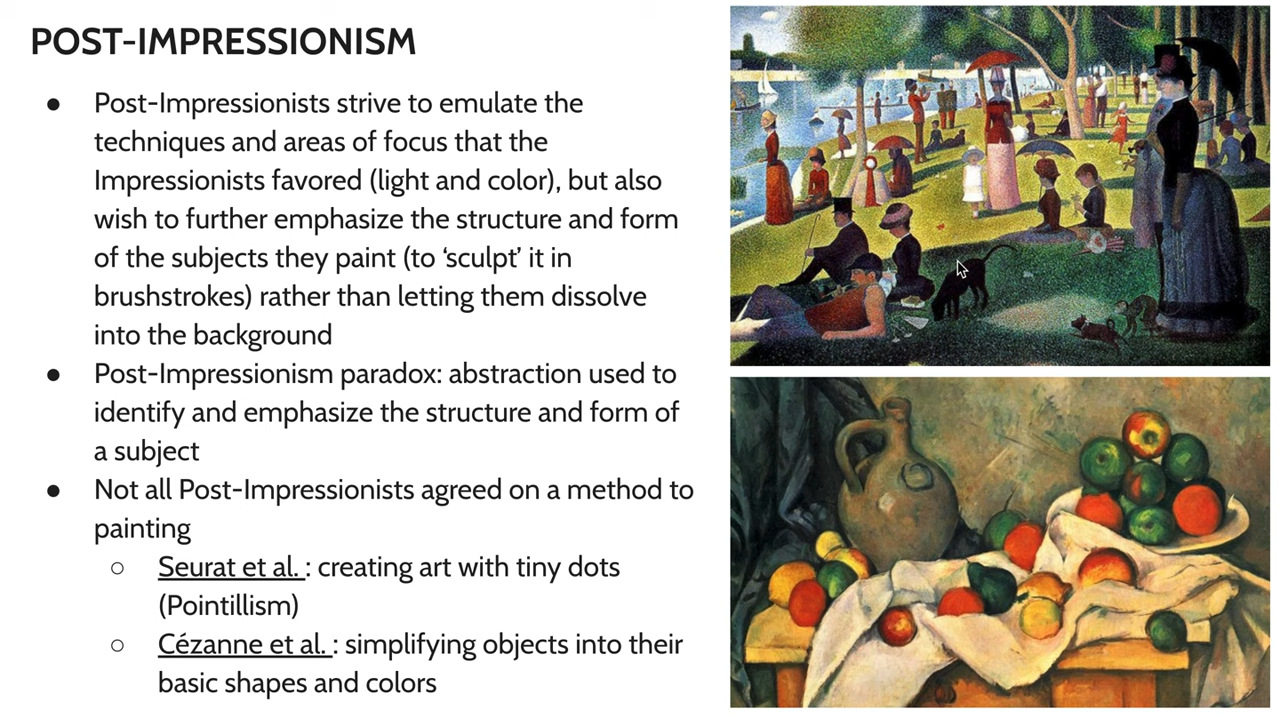 POST-IMPRESSIONISM
● Post-Impressionists strive to emulate the
techniques and areas of focus that the
Impressionists favored (light and color), but also
wish to further emphasize the structure and form
of the subjects they paint (to ‘sculpt’ it in
brushstrokes) rather than letting them dissolve
into the background
● Post-Impressionism paradox: abstraction used to
identify and emphasize the structure and form of
a subject
● Not all Post-Impressionists agreed on a method to
painting
○ Seurat et al. : creating art with tiny dots
(Pointillism)
○ Cézanne et al. : simplifying objects into their
basic shapes and colors